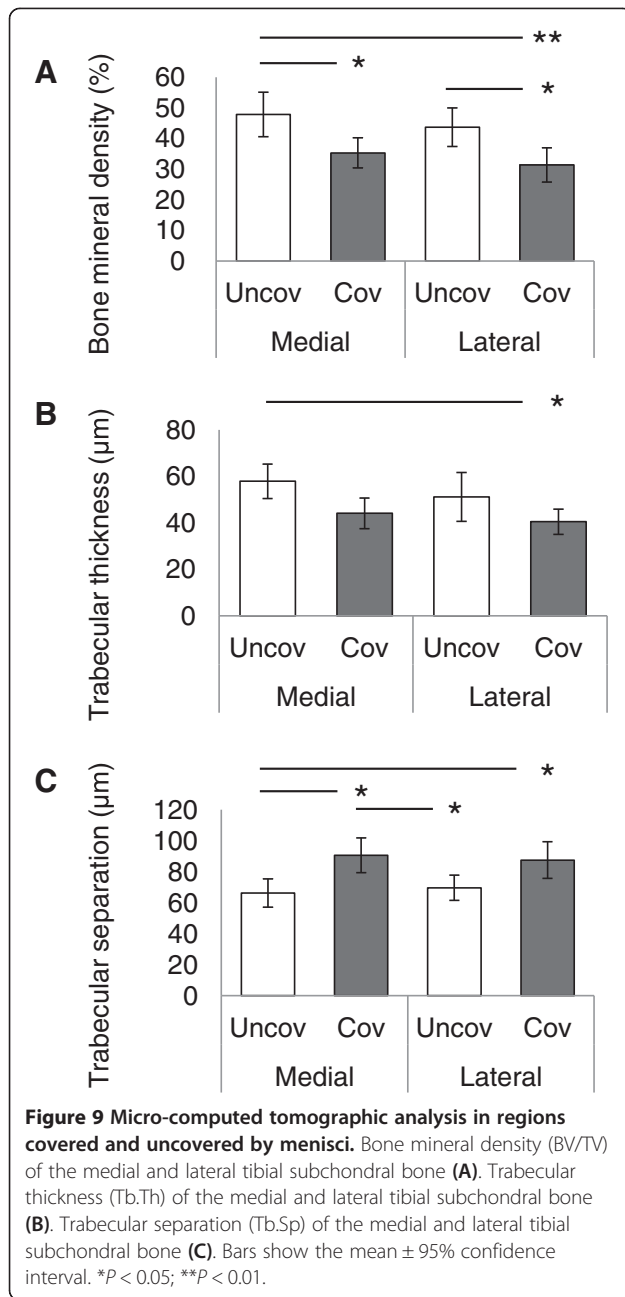 **
A
*
*
Bone mineral density (%)
60
50
40
30
20
10
0
Uncov Cov Uncov Cov
Medial Lateral
B
*
Trabecular thickness (µm)
80
60
40
20
0
Uncov Cov Uncov Cov
Medial Lateral
C
*
*
*
Trabecular separation (µm)
120
100
80
60
40
20
0
Uncov Cov Uncov Cov
Medial Lateral
Figure 9 Micro-computed tomographic analysis in regions
covered and uncovered by menisci. Bone mineral density (BV/TV)
of the medial and lateral tibial subchondral bone (A). Trabecular
thickness (Tb.Th) of the medial and lateral tibial subchondral bone
(B). Trabecular separation (Tb.Sp) of the medial and lateral tibial
subchondral bone (C). Bars show the mean ± 95% confidence
interval. *P < 0.05; **P < 0.01.